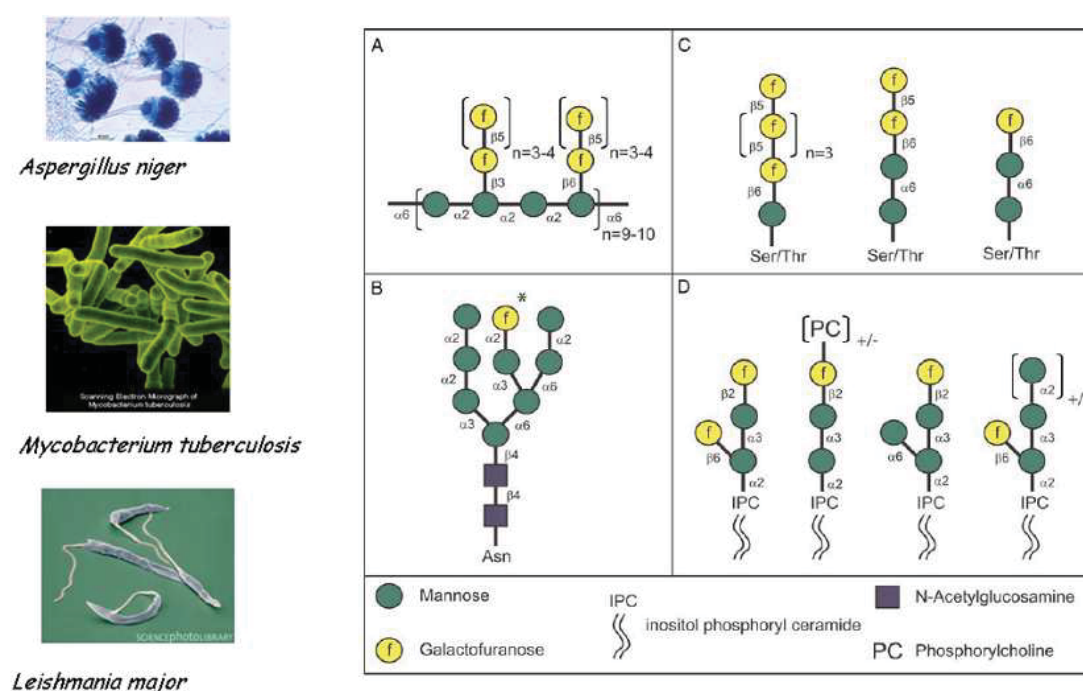 Aspergillus niger
Scanning Electron Micrograph of
Mycobacterium tuberculosis
Mycobacterium tuberculosis
SCIENCEphotoLIBRARY
Leishmania major
A
f f
β5 n=3-4 β5 n=3-4
f f
β3 β6
α6 α2 α2 α2 α6
n=9-10
B
f *
α2 α2 α2
α2 α3 α6
α3 α6
β4
β4
Asn
C
f f
β5 β5
f f f
β5 n=3 β6 β6
f
β6 α6 α6
Ser/Thr Ser/Thr Ser/Thr
D
[PC] +/-
f f f α2 +/
β2 β2 β2
f α3 α3 α3 f α3
β6 α6 β6
α2 α2 α2 α2
IPC IPC IPC IPC
Mannose
f Galactofuranose
IPC
inositol phosphoryl ceramide
N-Acetylglucosamine
PC Phosphorylcholine